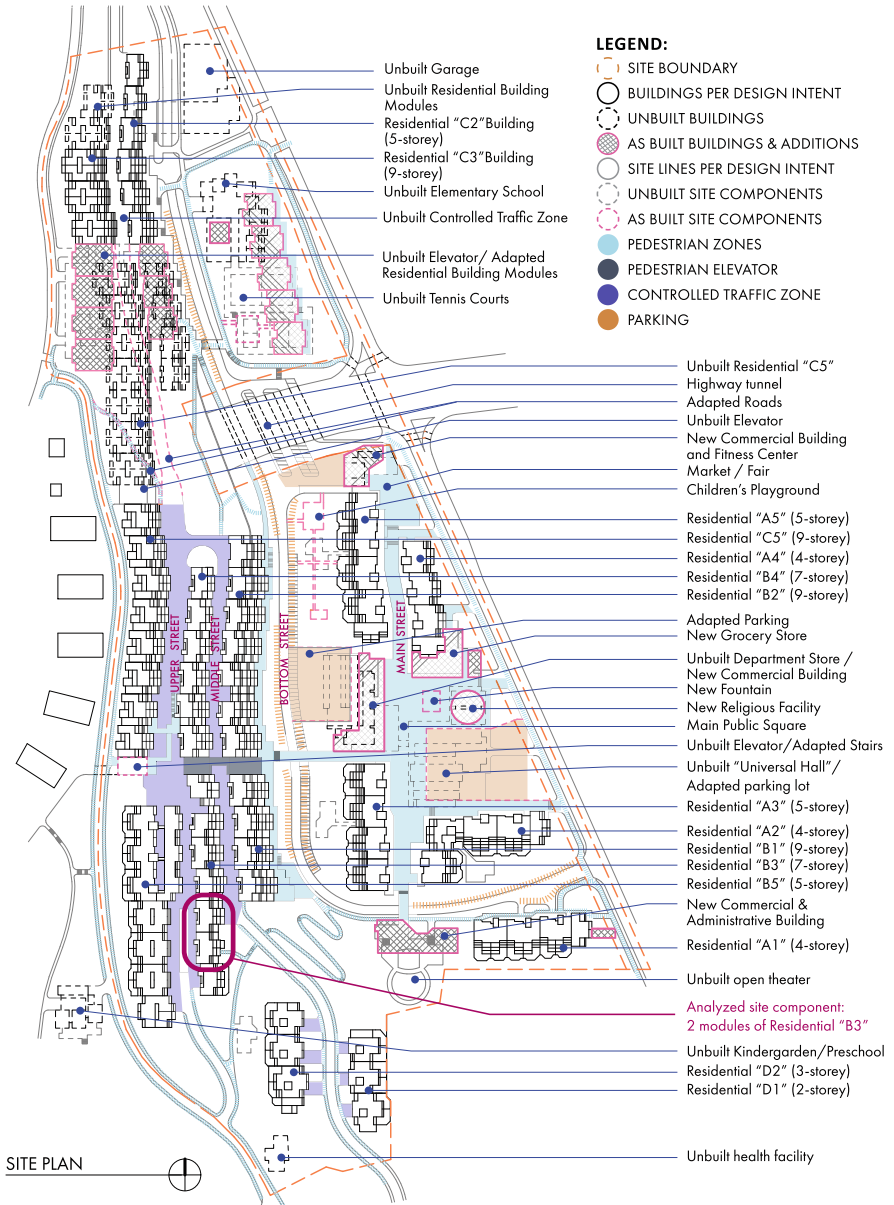 LEGEND:
SITE BOUNDARY
BUILDINGS PER DESIGN INTENT
UNBUILT BUILDINGS
AS BUILT BUILDINGS & ADDITIONS
SITE LINES PER DESIGN INTENT
UNBUILT SITE COMPONENTS
AS BUILT SITE COMPONENTS
PEDESTRIAN ZONES
PEDESTRIAN ELEVATOR
CONTROLLED TRAFFIC ZONE
PARKING
Unbuilt Garage
Unbuilt Residential Building
Modules
Residential “C2”Building
(5-storey)
Residential “C3”Building
(9-storey)
Unbuilt Elementary School
Unbuilt Controlled Traffic Zone
Unbuilt Elevator/ Adapted
Residential Building Modules
Unbuilt Tennis Courts
Unbuilt Residential “C5”
Highway tunnel
Adapted Roads
Unbuilt Elevator
New Commercial Building
and Fitness Center
Market / Fair
Children’s Playground
Residential “A5” (5-storey)
Residential “C5” (9-storey)
Residential “A4” (4-storey)
Residential “B4” (7-storey)
Residential “B2” (9-storey)
Adapted Parking
New Grocery Store
Unbuilt Department Store /
New Commercial Building
New Fountain
New Religious Facility
Main Public Square
Unbuilt Elevator/Adapted Stairs
Unbuilt “Universal Hall”/
Adapted parking lot
Residential “A3” (5-storey)
Residential “A2” (4-storey)
Residential “B1” (9-storey)
Residential “B3” (7-storey)
Residential “B5” (5-storey)
New Commercial &
Administrative Building
Residential “A1” (4-storey)
Unbuilt open theater
Analyzed site component:
2 modules of Residential “B3”
Unbuilt Kindergarden/Preschool
Residential “D2” (3-storey)
Residential “D1” (2-storey)
Unbuilt health facility
UPPER STREET
MIDDLE STREET
BOTTOM STREET
MAIN STREET
SITE PLAN